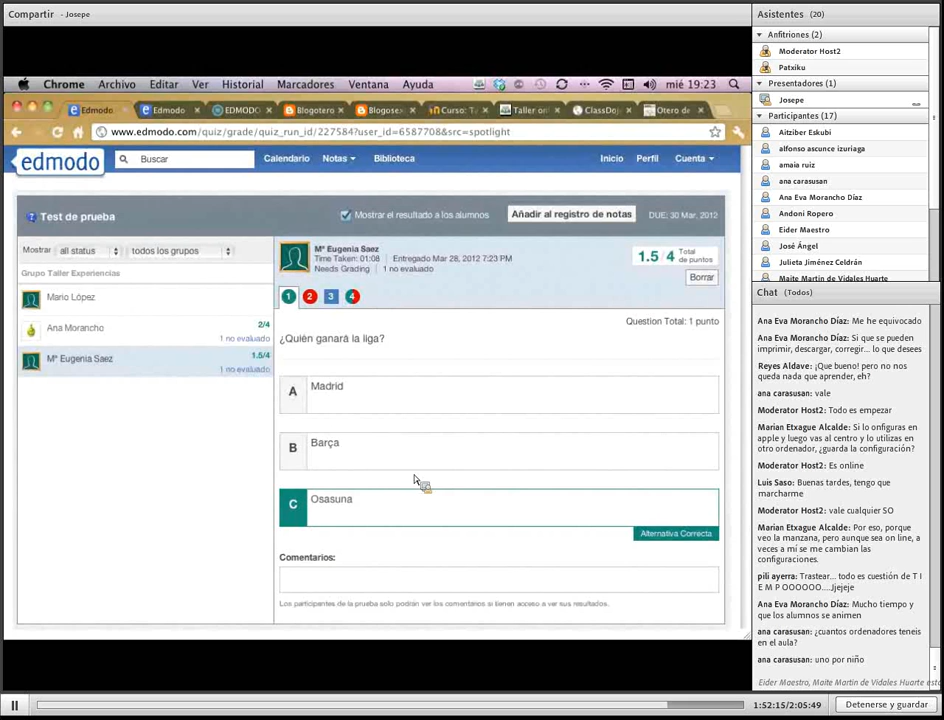 Compartir - Josepe
Chrome Archivo Editar Ver Historial Marcadores Ventana Ayuda mié 19:23
Edmodo Edmodo EDMODO Blogotero Blogosex Curso: T Taller on ClassDoj Otero de
www.edmodo.com/quiz/grade/quiz_run_id/227584?user_id=6587708&src=spotlight
edmodo Buscar Calendario Notas Biblioteca Inicio Perfil Cuenta
Test de prueba Mostrar el resultado a los alumnos Añadir al registro de notas DUE: 30 Mar, 2012
Mostrar all status todos los grupos
Grupo Taller Experiencias
Mario López
Ana Morancho 2/4
1 no evaluado
Mª Eugenia Saez 1.5/4
1 no evaluado
Mª Eugenia Saez
Time Taken: 01:08 | Entregado Mar 28, 2012 7:23 PM
Needs Grading | 1 no evaluado
1.5 4 Total de puntos
Borrar
1 2 3 4
Question Total: 1 punto
¿Quién ganará la liga?
A Madrid
B Barça
C Osasuna
Alternativa Correcta
Comentarios:
Los participantes de la prueba solo podrán ver los comentarios si tienen acceso a ver sus resultados.
Asistentes (20)
Anfitriones (2)
Moderator Host2
Patxiku
Presentadores (1)
Josepe
Participantes (17)
Aitziber Eskubi
alfonso ascunce izuriaga
amaia ruiz
ana carasusan
Ana Eva Morancho Díaz
Andoni Ropero
Eider Maestro
José Ángel
Julieta Jiménez Celdrán
Maite Martin de Vidales Huarte
Chat (Todos)
Ana Eva Morancho Díaz: Me he equivocado
Ana Eva Morancho Díaz: Si que se pueden
imprimir, descargar, corregir... lo que desees
Reyes Aldave: ¡Que bueno! pero no nos
queda nada que aprender, eh?
ana carasusan: vale
Moderator Host2: Todo es empezar
Marian Etxague Alcalde: Si lo onfiguras en
apple y luego vas al centro y lo utilizas en
otro ordenador, ¿guarda la configuración?
Moderator Host2: Es online
Luis Saso: Buenas tardes, tengo que
marcharme
Moderator Host2: vale cualquier SO
Marian Etxague Alcalde: Por eso, porque
veo la manzana, pero aunque sea on line, a
veces a mí se me cambian las
configuraciones.
pili ayerra: Trastear... todo es cuestión de T I
E M P OOOOOO....Jjejeje
Ana Eva Morancho Díaz: Mucho tiempo y
que los alumnos se animen
ana carasusan: ¿cuantos ordenadores teneis
en el aula?
ana carasusan: uno por niño
Eider Maestro, Maite Martin de Vidales Huarte est
1:52:15/2:05:49 Detenerse y guardar